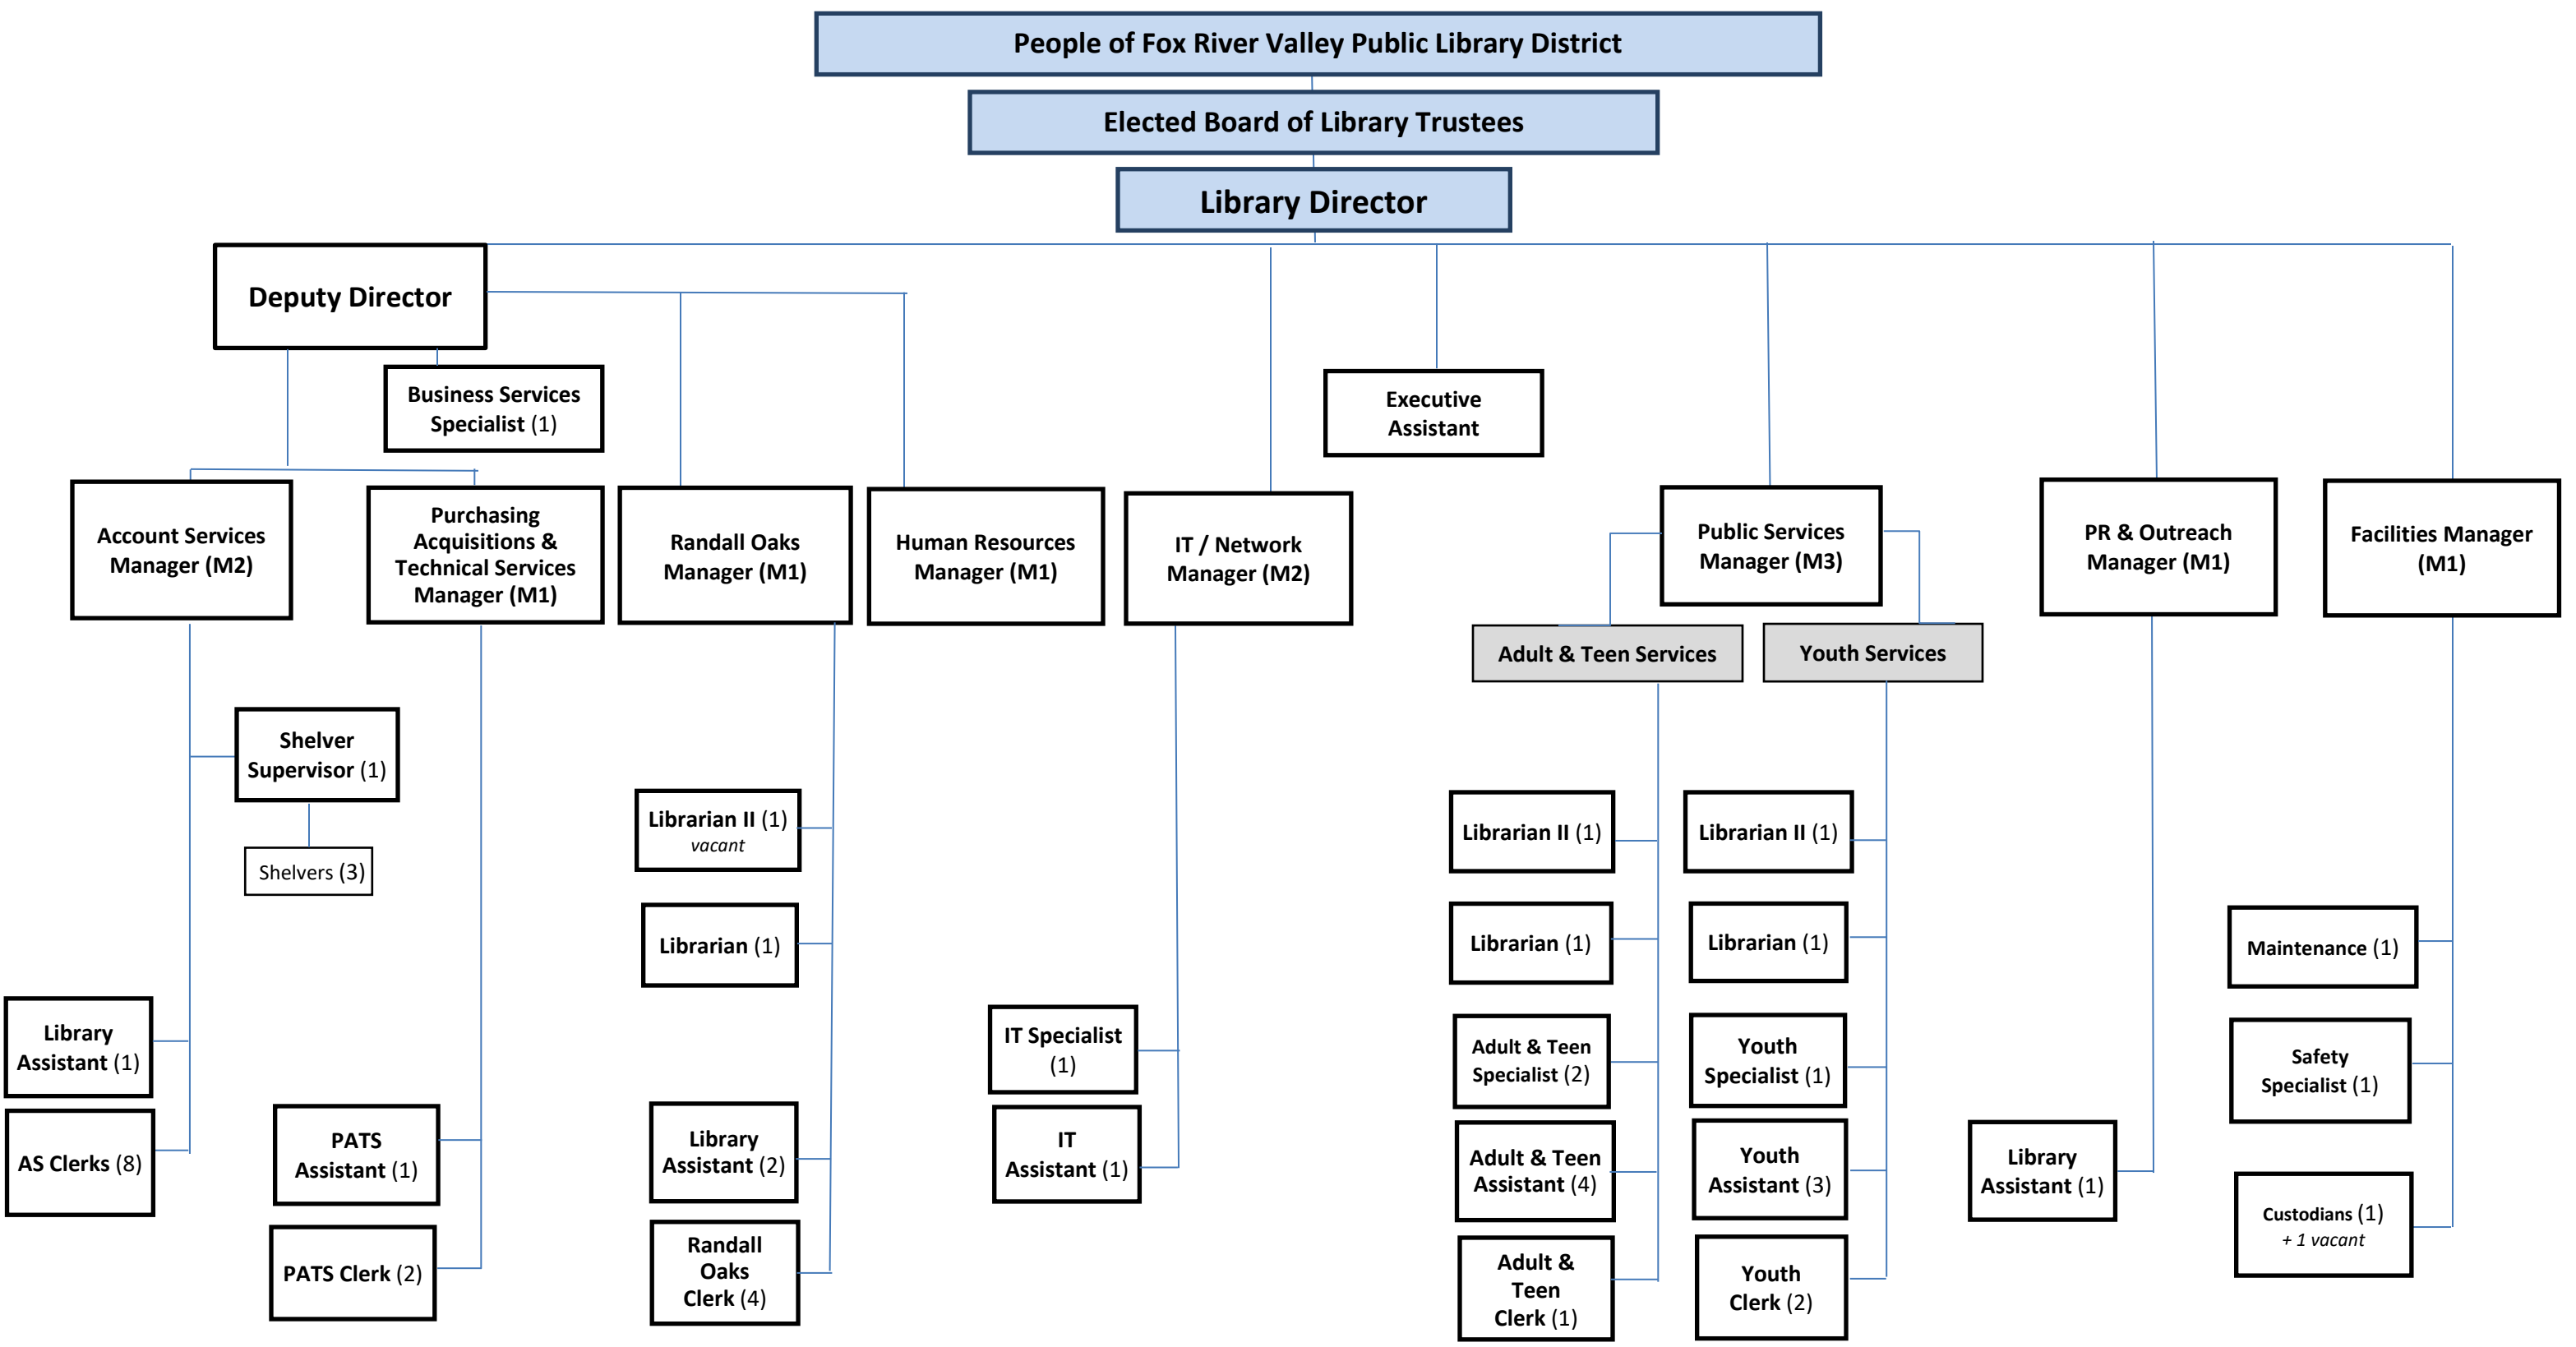 People of Fox River Valley Public Library District
Elected Board of Library Trustees
Library Director
Deputy Director
Business Services
Specialist (1)
Executive
Assistant
Account Services
Manager (M2)
Purchasing
Acquisitions &
Technical Services
Manager (M1)
Randall Oaks
Manager (M1)
Human Resources
Manager (M1)
IT / Network
Manager (M2)
Public Services
Manager (M3)
PR & Outreach
Manager (M1)
Facilities Manager
(M1)
Adult & Teen Services
Youth Services
Shelver
Supervisor (1)
Shelvers (3)
Library
Assistant (1)
AS Clerks (8)
PATS
Assistant (1)
PATS Clerk (2)
Librarian II (1)
vacant
Librarian (1)
Library
Assistant (2)
Randall
Oaks
Clerk (4)
IT Specialist
(1)
IT
Assistant (1)
Librarian II (1)
Librarian (1)
Adult & Teen
Specialist (2)
Adult & Teen
Assistant (4)
Adult &
Teen
Clerk (1)
Librarian II (1)
Librarian (1)
Youth
Specialist (1)
Youth
Assistant (3)
Youth
Clerk (2)
Library
Assistant (1)
Maintenance (1)
Safety
Specialist (1)
Custodians (1)
+ 1 vacant